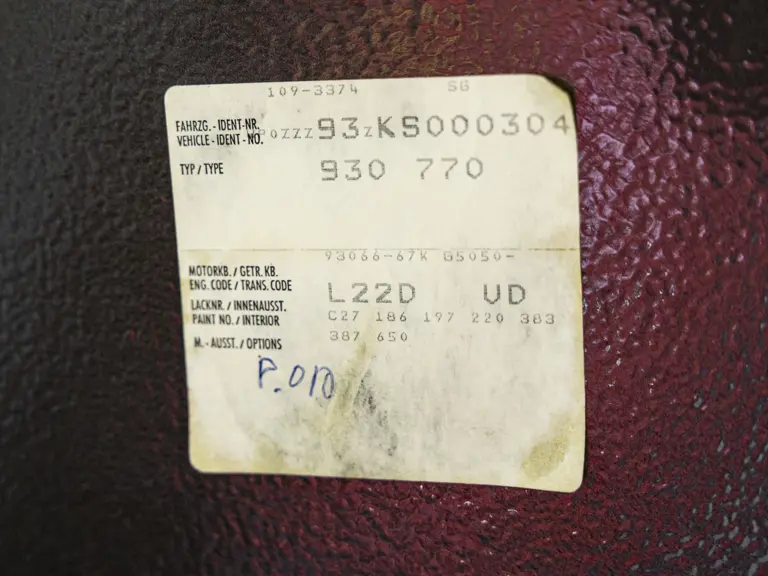 109-3374 SG
FAHRZG.-IDENT-NR.
VEHICLE-IDENT-NO. WP0ZZZ93ZKS000304
TYP/TYPE 930 770
93066-67K G5050-
MOTORKB./GETR.KB.
ENG.CODE/TRANS.CODE L22D UD
LACKNR./INNENAUSST.
PAINT NO./INTERIOR C27 186 197 220 383
M.-AUSST./OPTIONS 387 650